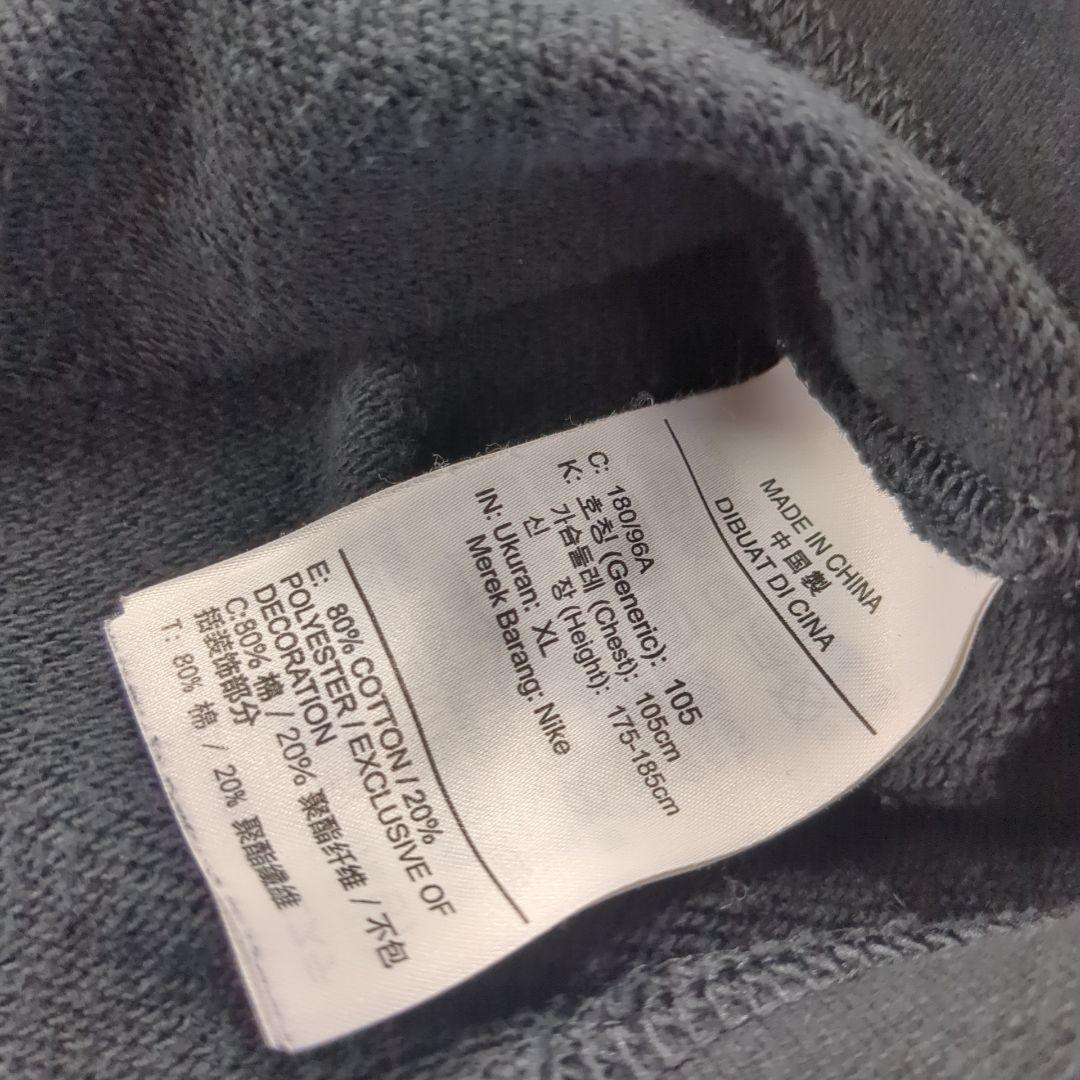 MADE IN CHINA
中国製
DIBUAT DI CINA
C: 180/96A
K: 호칭 (Generic): 105
가슴둘레 (Chest): 105cm
신 장 (Height): 175-185cm
IN: Ukuran: XL
Merek Barang: Nike
E: 80% COTTON / 20%
POLYESTER / EXCLUSIVE OF
DECORATION
C:80% 棉 / 20% 聚酯纤维 / 不包
括装饰部分
T: 80% 棉 / 20% 聚酯纖維